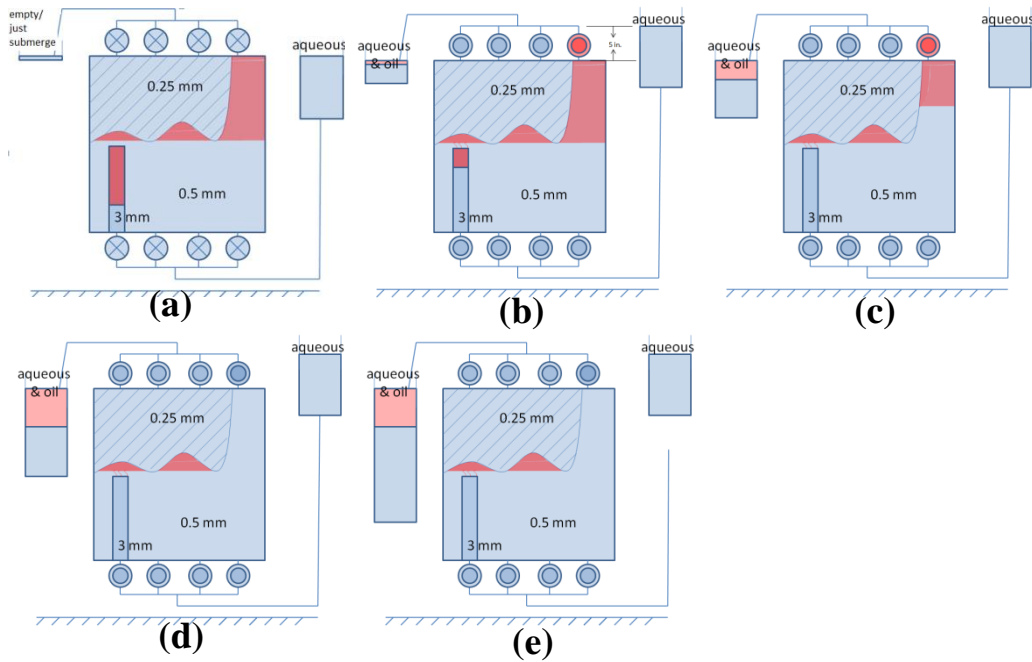 empty/
just
submerge
aqueous
0.25 mm
0.5 mm
3 mm
(a)
aqueous
& oil
5 in.
aqueous
0.25 mm
0.5 mm
3 mm
(b)
aqueous
& oil
aqueous
0.25 mm
0.5 mm
3 mm
(c)
aqueous
& oil
aqueous
0.25 mm
0.5 mm
3 mm
(d)
aqueous
& oil
aqueous
0.25 mm
0.5 mm
3 mm
(e)